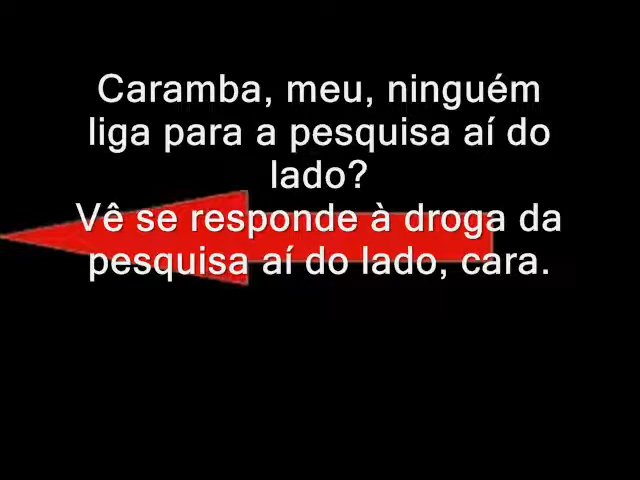 Caramba, meu, ninguém
liga para a pesquisa aí do
lado?
Vê se responde à droga da
pesquisa aí do lado, cara.